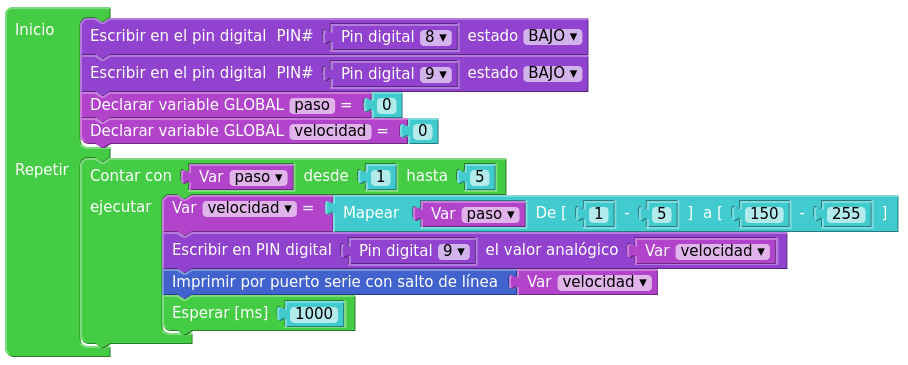 Inicio
Escribir en el pin digital PIN# Pin digital 8 ▾ estado BAJO ▾
Escribir en el pin digital PIN# Pin digital 9 ▾ estado BAJO ▾
Declarar variable GLOBAL paso = 0
Declarar variable GLOBAL velocidad = 0
Repetir
Contar con Var paso ▾ desde 1 hasta 5
ejecutar
Var velocidad ▾ = Mapear Var paso ▾ De [ 1 - 5 ] a [ 150 - 255 ]
Escribir en PIN digital Pin digital 9 ▾ el valor analógico Var velocidad ▾
Imprimir por puerto serie con salto de línea Var velocidad ▾
Esperar [ms] 1000